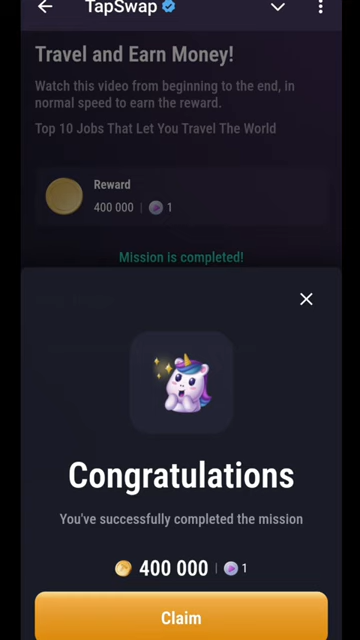 TapSwap
Travel and Earn Money!
Watch this video from beginning to the end, in
normal speed to earn the reward.
Top 10 Jobs That Let You Travel The World
Reward
400 000 | 1
Mission is completed!
Congratulations
You've successfully completed the mission
400 000 | 1
Claim